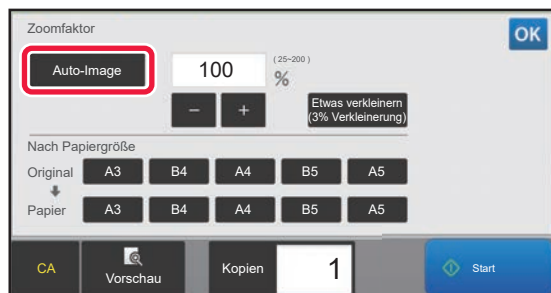 Zoomfaktor
OK
Auto-Image
100
(25~200)
%
− +
Etwas verkleinern
(3% Verkleinerung)
Nach Papiergröße
Original A3 B4 A4 B5 A5
Papier A3 B4 A4 B5 A5
CA Vorschau Kopien 1 Start